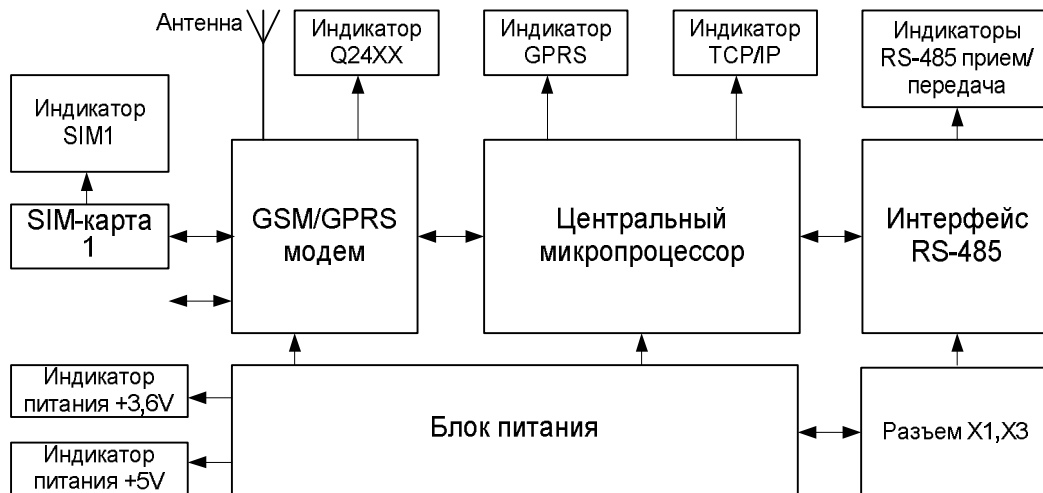 Антенна
Индикатор
Q24XX
Индикатор
GPRS
Индикатор
TCP/IP
Индикаторы
RS-485 прием/
передача
Индикатор
SIM1
SIM-карта
1
GSM/GPRS
модем
Центральный
микропроцессор
Интерфейс
RS-485
Индикатор
питания +3,6V
Блок питания
Разъем X1,X3
Индикатор
питания +5V